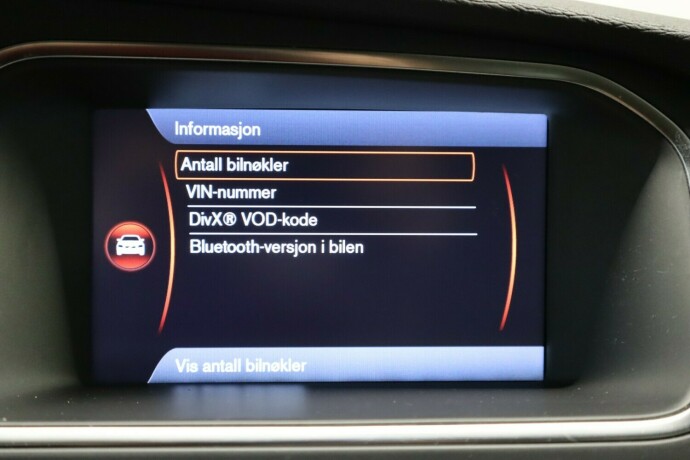 Informasjon
Antall bilnøkler
VIN-nummer
DivX® VOD-kode
Bluetooth-versjon i bilen
Vis antall bilnøkler